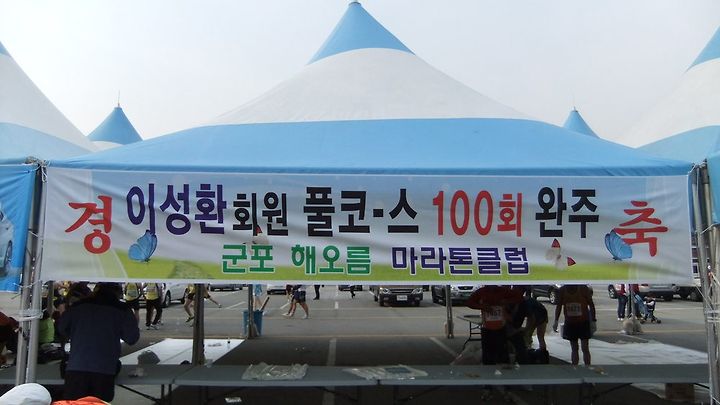 경 이성환회원 풀코-스 100회 완주 축
군포 해오름 마라톤클럽